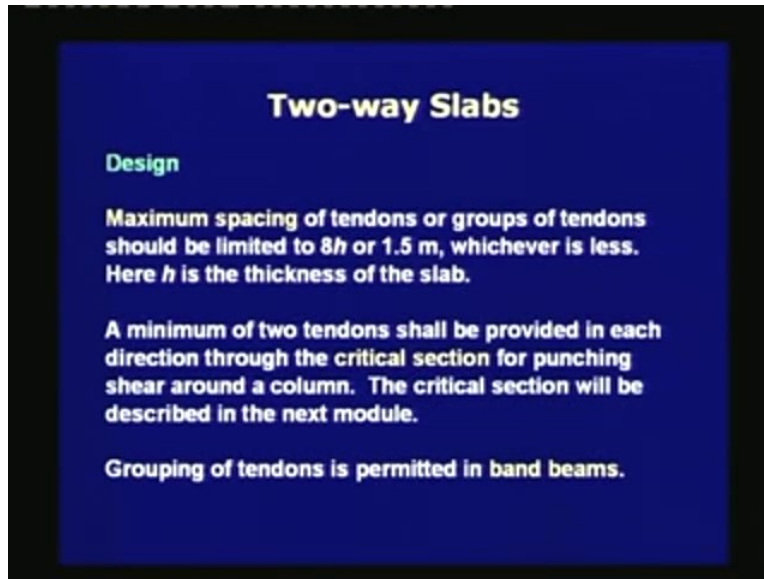 Two-way Slabs
Design
Maximum spacing of tendons or groups of tendons
should be limited to 8h or 1.5 m, whichever is less.
Here h is the thickness of the slab.
A minimum of two tendons shall be provided in each
direction through the critical section for punching
shear around a column. The critical section will be
described in the next module.
Grouping of tendons is permitted in band beams.